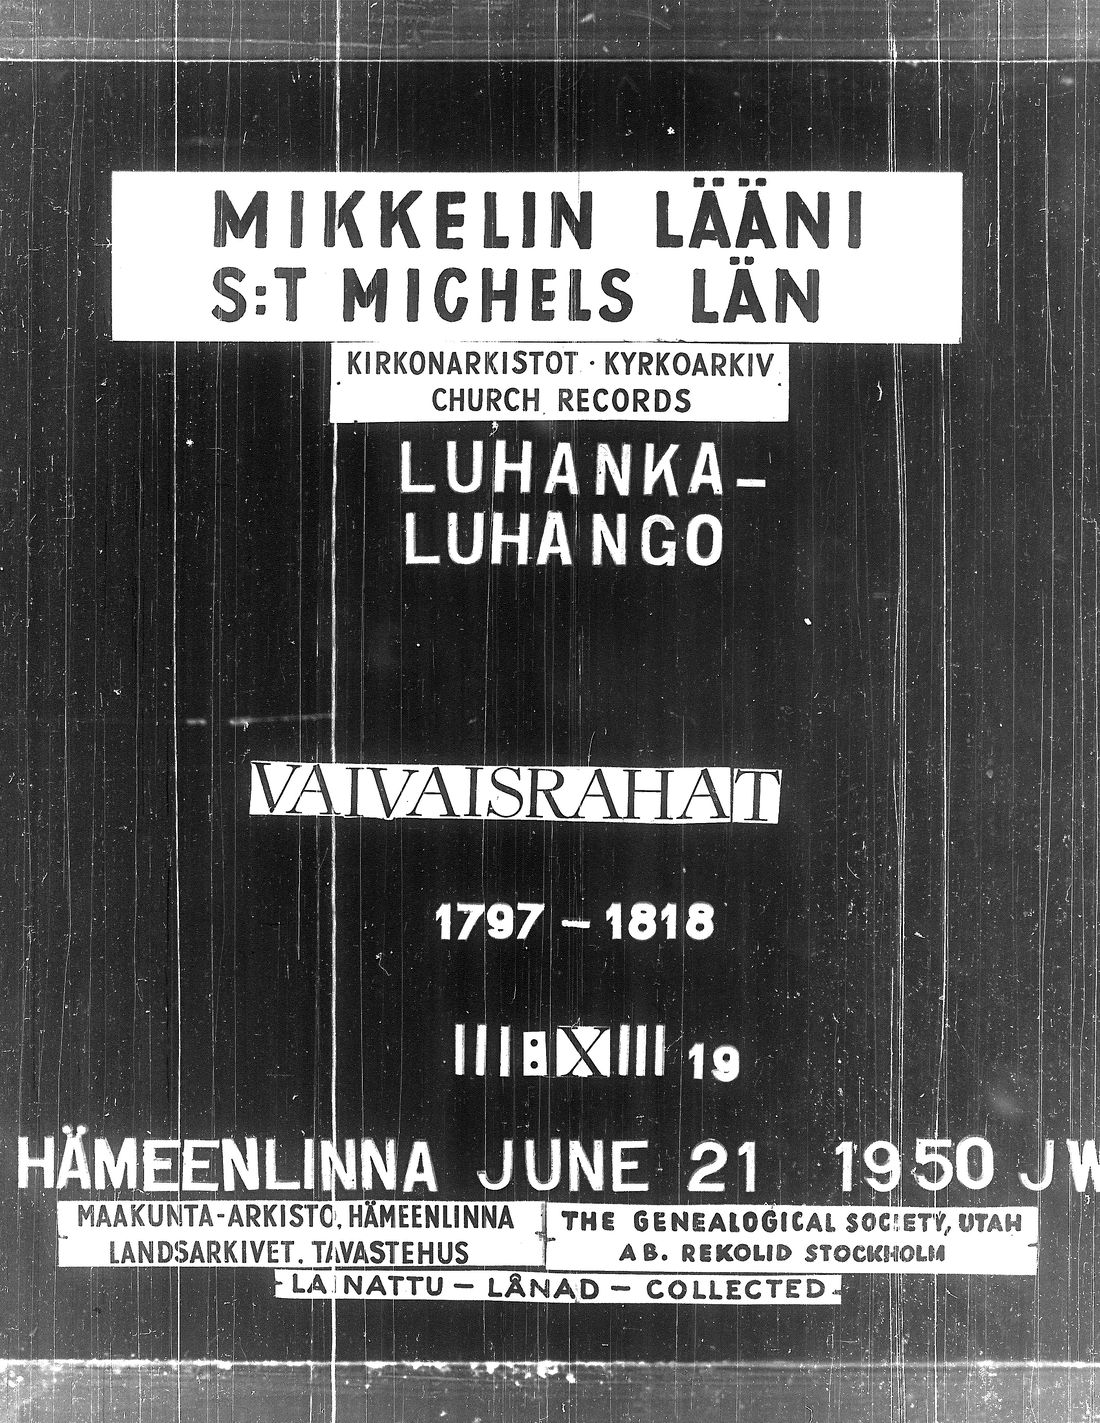 MIKKELIN LÄÄNI
S:T MICHELS LÄN
KIRKONARKISTOT · KYRKOARKIV
CHURCH RECORDS
LUHANKA–
LUHANGO
VAIVAISRAHAT
1797 – 1818
III:XIII 19
HÄMEENLINNA JUNE 21 1950 JW
MAAKUNTA-ARKISTO, HÄMEENLINNA
LANDSARKIVET, TAVASTEHUS
THE GENEALOGICAL SOCIETY, UTAH
AB. REKOLID STOCKHOLM
LAINATTU – LÅNAD – COLLECTED